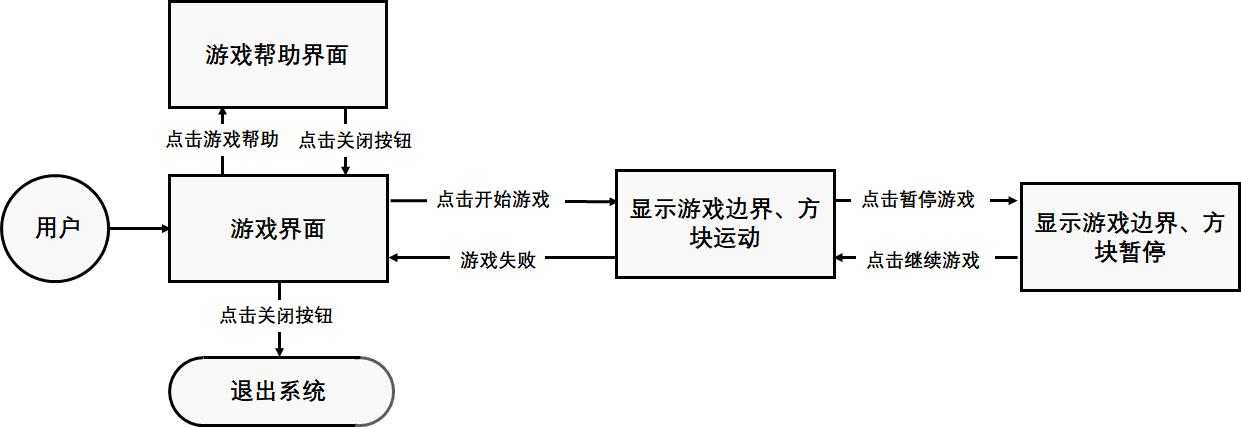 游戏帮助界面
点击游戏帮助
点击关闭按钮
用户
游戏界面
点击开始游戏
游戏失败
显示游戏边界、方
块运动
点击暂停游戏
点击继续游戏
显示游戏边界、方
块暂停
点击关闭按钮
退出系统